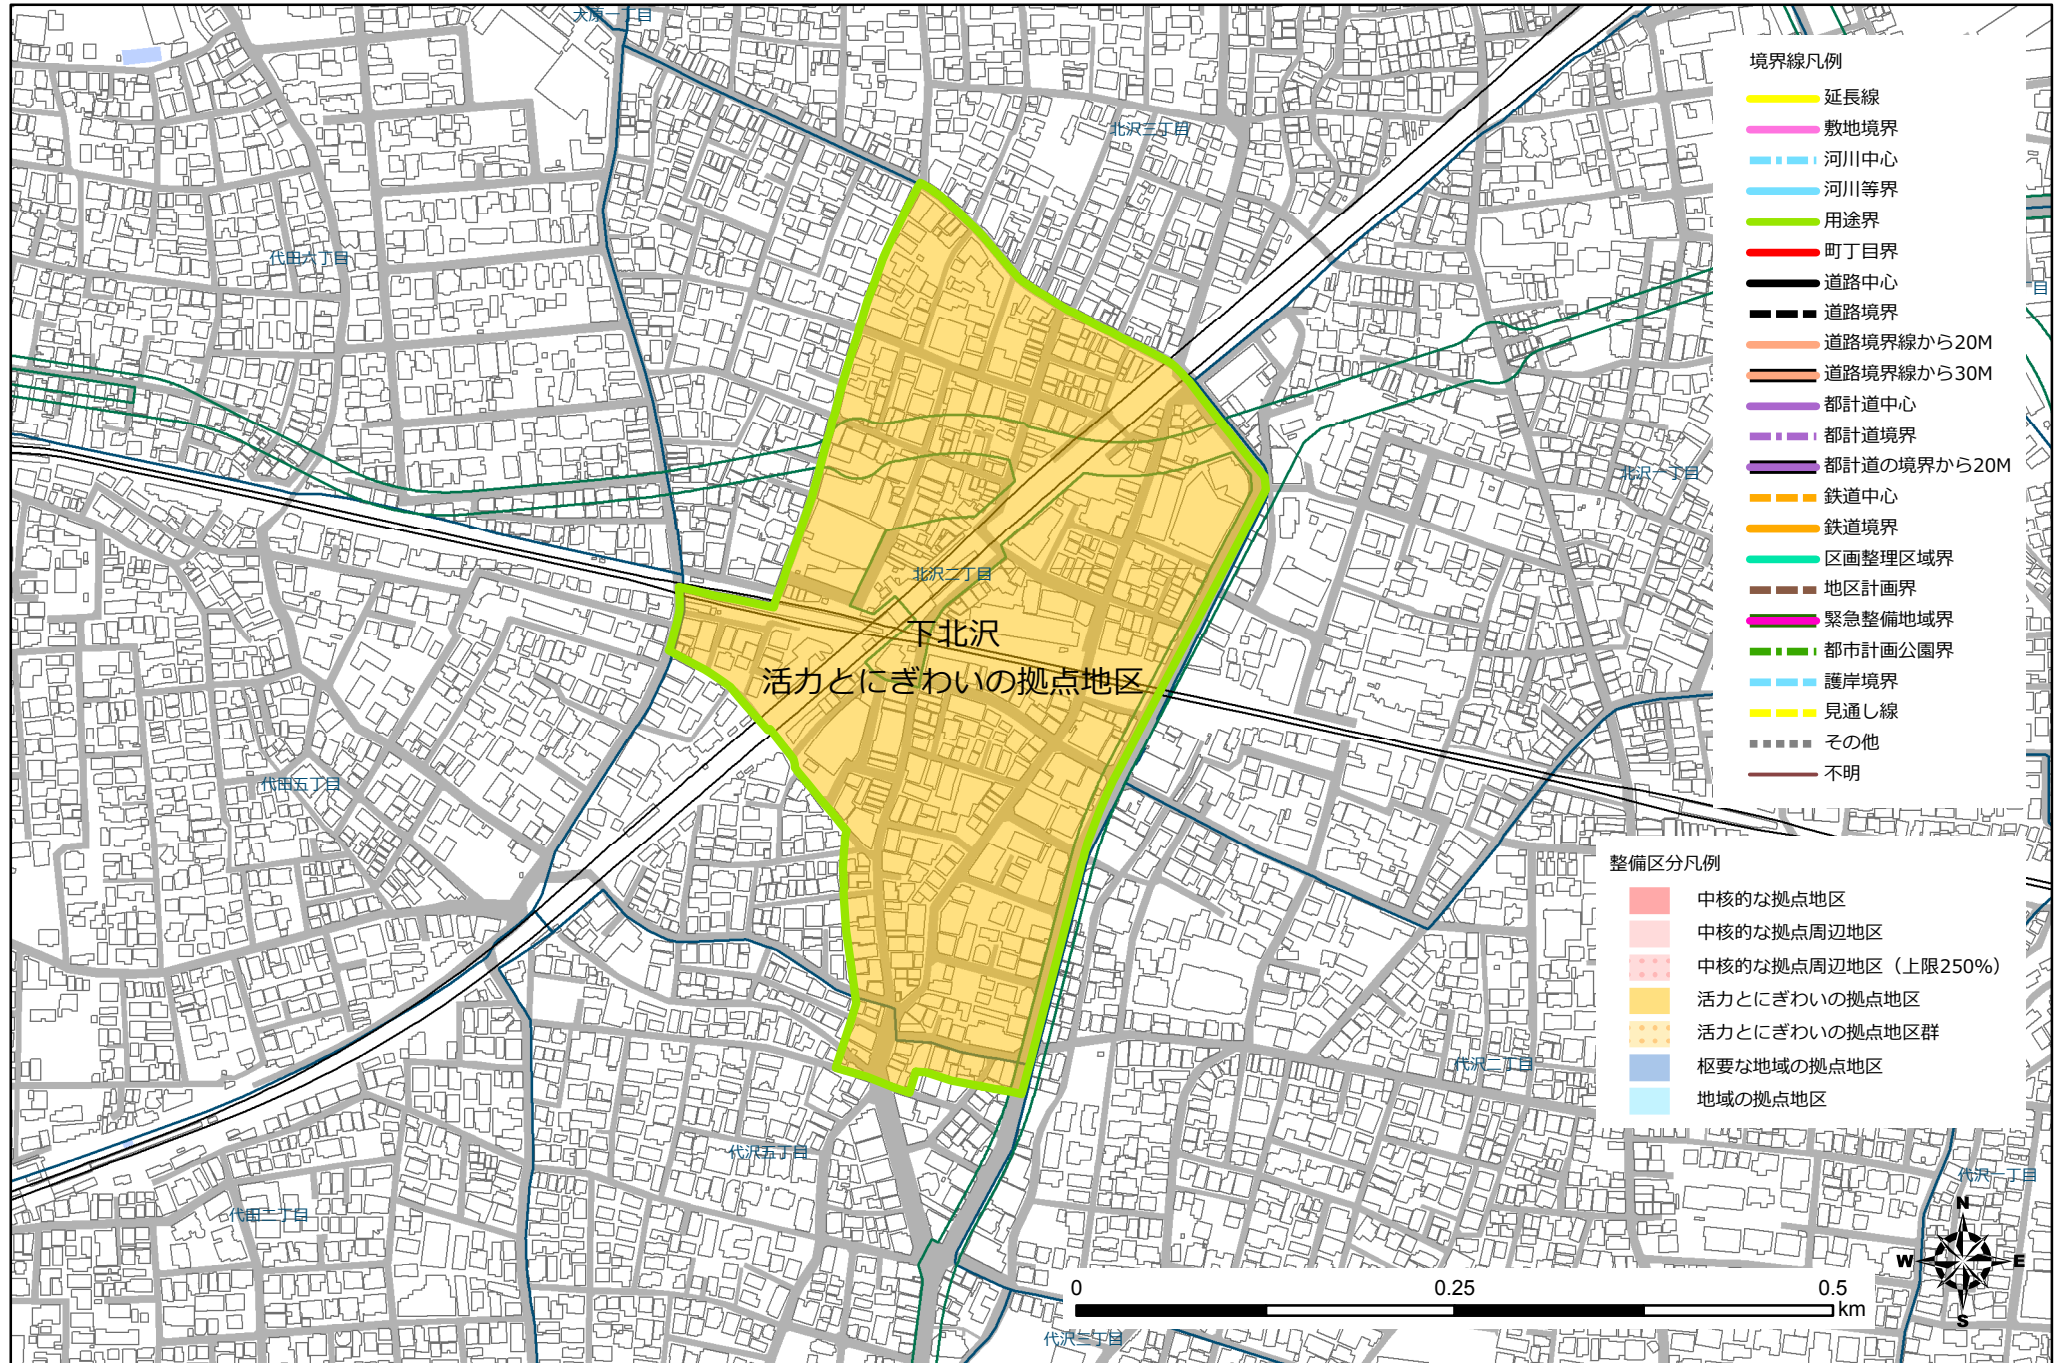 大原一丁目
北沢三丁目
代田六丁目
目
北沢一丁目
北沢二丁目
下北沢
活力とにぎわいの拠点地区
代田五丁目
代沢二丁目
代沢五丁目
代沢一丁目
代田二丁目
代沢三丁目
境界線凡例
延長線
敷地境界
河川中心
河川等界
用途界
町丁目界
道路中心
道路境界
道路境界線から20M
道路境界線から30M
都計道中心
都計道境界
都計道の境界から20M
鉄道中心
鉄道境界
区画整理区域界
地区計画界
緊急整備地域界
都市計画公園界
護岸境界
見通し線
その他
不明
整備区分凡例
中核的な拠点地区
中核的な拠点周辺地区
中核的な拠点周辺地区（上限250%）
活力とにぎわいの拠点地区
活力とにぎわいの拠点地区群
枢要な地域の拠点地区
地域の拠点地区
N
W E
S
0 0.25 0.5
km